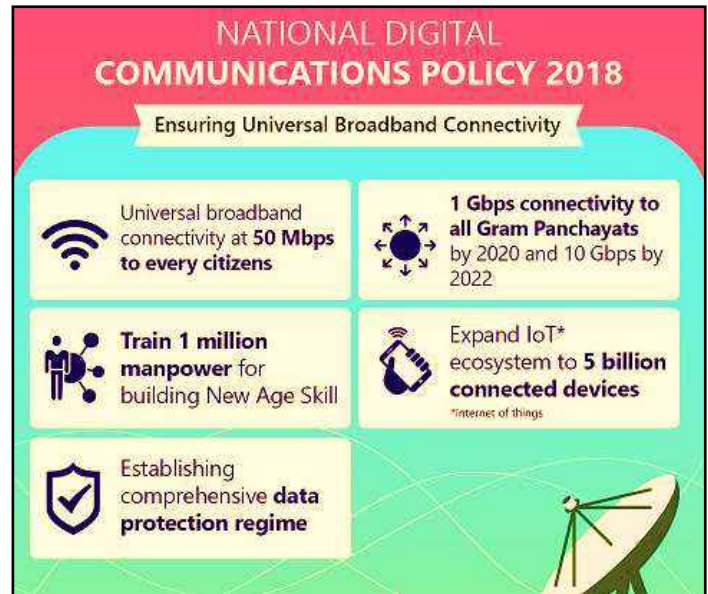 NATIONAL DIGITAL
COMMUNICATIONS POLICY 2018
Ensuring Universal Broadband Connectivity
Universal broadband
connectivity at 50 Mbps
to every citizens
1 Gbps connectivity to
all Gram Panchayats
by 2020 and 10 Gbps by
2022
Train 1 million
manpower for
building New Age Skill
Expand IoT*
ecosystem to 5 billion
connected devices
*internet of things
Establishing
comprehensive data
protection regime